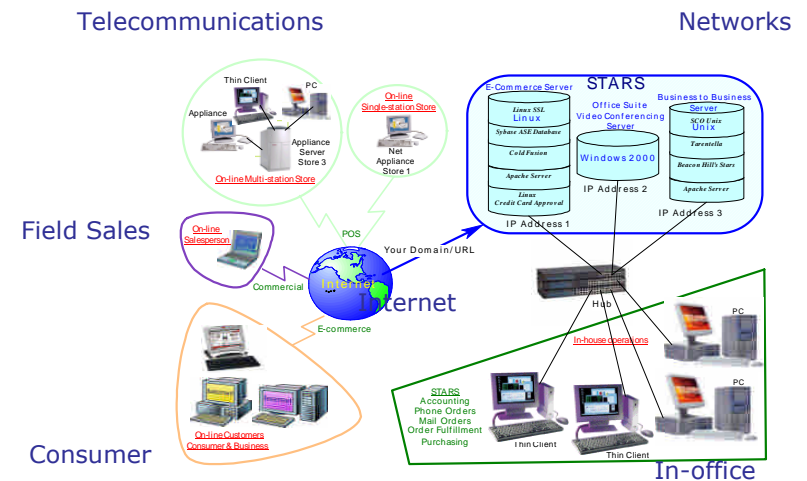 Telecommunications
Networks
Thin Client
PC
Appliance
Appliance
Server
Store 3
On-line Multi-station Store
On-line
Single-station Store
Net
Appliance
Store 1
STARS
E-Commerce Server
Linux SSL
Linux
Sybase ASE Database
Cold Fusion
Apache Server
Linux
Credit Card Approval
IP Address 1
Office Suite
Video Conferencing
Server
Windows 2000
IP Address 2
Business to Business
Server
SCO Unix
Unix
Tarentella
Beacon Hill's Stars
Apache Server
IP Address 3
Field Sales
On-line
Salesperson
POS
Your Domain/URL
Commercial
Internet
Internet
E-commerce
Hub
PC
In-house operations
PC
STARS
Accounting
Phone Orders
Mail Orders
Order Fulfillment
Purchasing
Thin Client
Thin Client
On-line Customers
Consumer & Business
Consumer
In-office